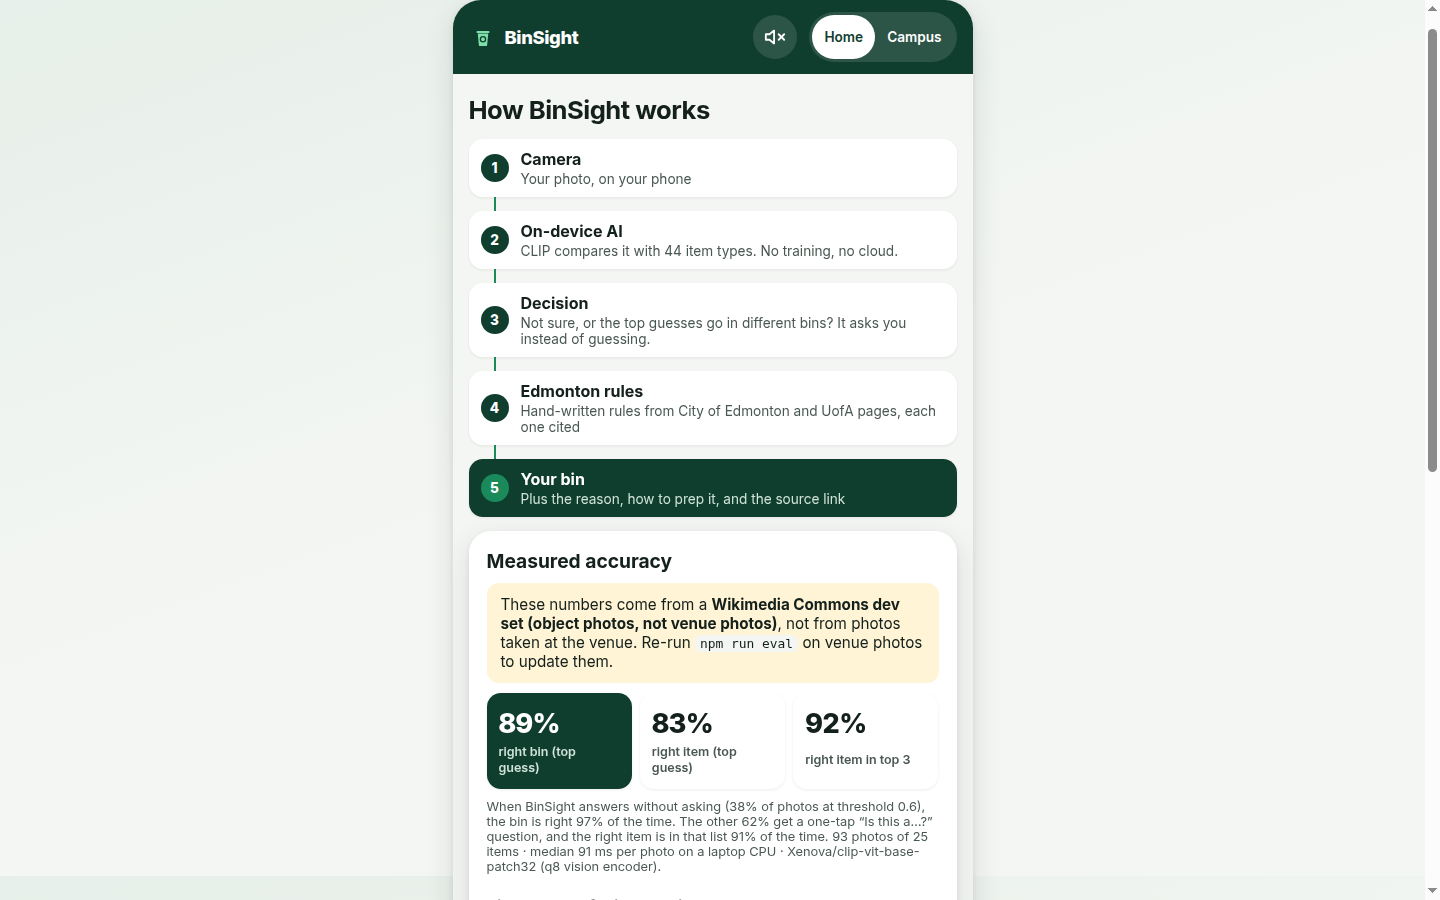 BinSight
Home
Campus
How BinSight works
1
Camera
Your photo, on your phone
2
On-device AI
CLIP compares it with 44 item types. No training, no cloud.
3
Decision
Not sure, or the top guesses go in different bins? It asks you
instead of guessing.
4
Edmonton rules
Hand-written rules from City of Edmonton and UofA pages, each
one cited
5
Your bin
Plus the reason, how to prep it, and the source link
Measured accuracy
These numbers come from a Wikimedia Commons dev
set (object photos, not venue photos), not from photos
taken at the venue. Re-run npm run eval on venue photos
to update them.
89%
right bin (top
guess)
83%
right item (top
guess)
92%
right item in top 3
When BinSight answers without asking (38% of photos at threshold 0.6),
the bin is right 97% of the time. The other 62% get a one-tap “Is this a…?”
question, and the right item is in that list 91% of the time. 93 photos of 25
items · median 91 ms per photo on a laptop CPU · Xenova/clip-vit-base-
patch32 (q8 vision encoder).